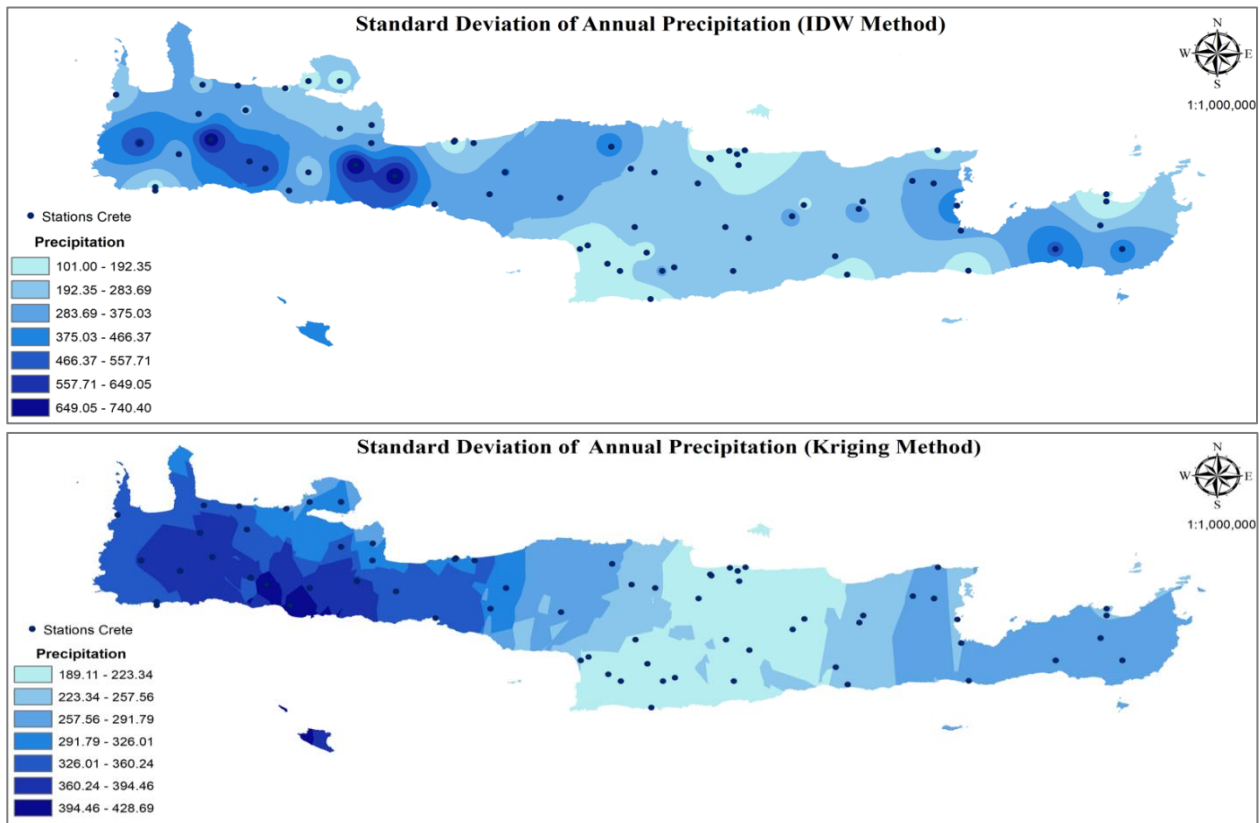 Standard Deviation of Annual Precipitation (IDW Method)
N
W E
S
1:1,000,000
Stations Crete
Precipitation
101.00 - 192.35
192.35 - 283.69
283.69 - 375.03
375.03 - 466.37
466.37 - 557.71
557.71 - 649.05
649.05 - 740.40
Standard Deviation of Annual Precipitation (Kriging Method)
N
W E
S
1:1,000,000
Stations Crete
Precipitation
189.11 - 223.34
223.34 - 257.56
257.56 - 291.79
291.79 - 326.01
326.01 - 360.24
360.24 - 394.46
394.46 - 428.69